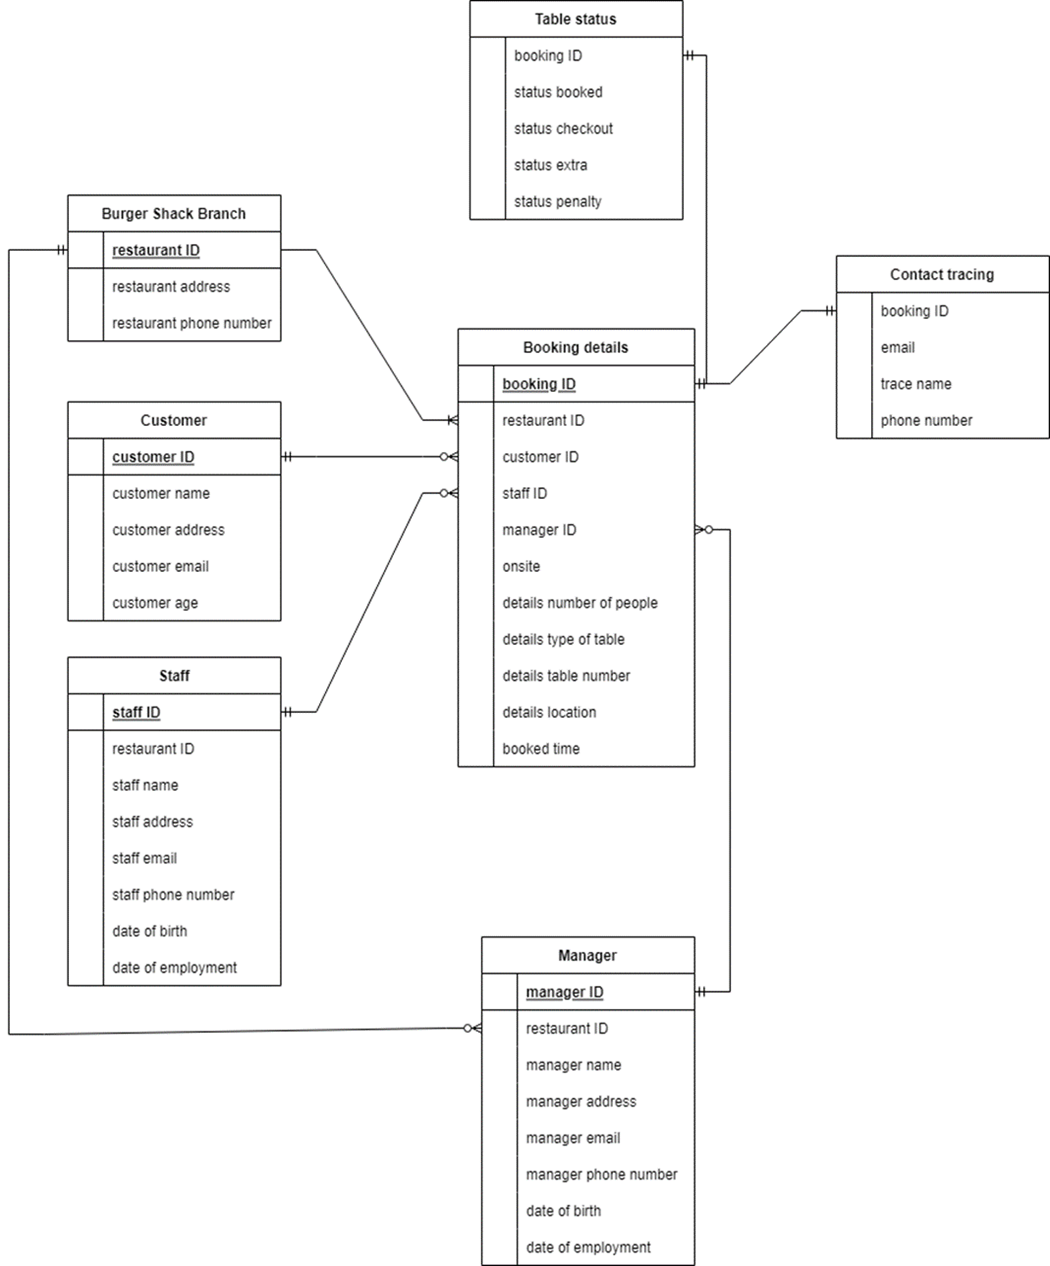 Table status
booking ID
status booked
status checkout
status extra
status penalty
Burger Shack Branch
restaurant ID
restaurant address
restaurant phone number
Contact tracing
booking ID
email
trace name
phone number
Booking details
booking ID
restaurant ID
customer ID
staff ID
manager ID
onsite
details number of people
details type of table
details table number
details location
booked time
Customer
customer ID
customer name
customer address
customer email
customer age
Staff
staff ID
restaurant ID
staff name
staff address
staff email
staff phone number
date of birth
date of employment
Manager
manager ID
restaurant ID
manager name
manager address
manager email
manager phone number
date of birth
date of employment